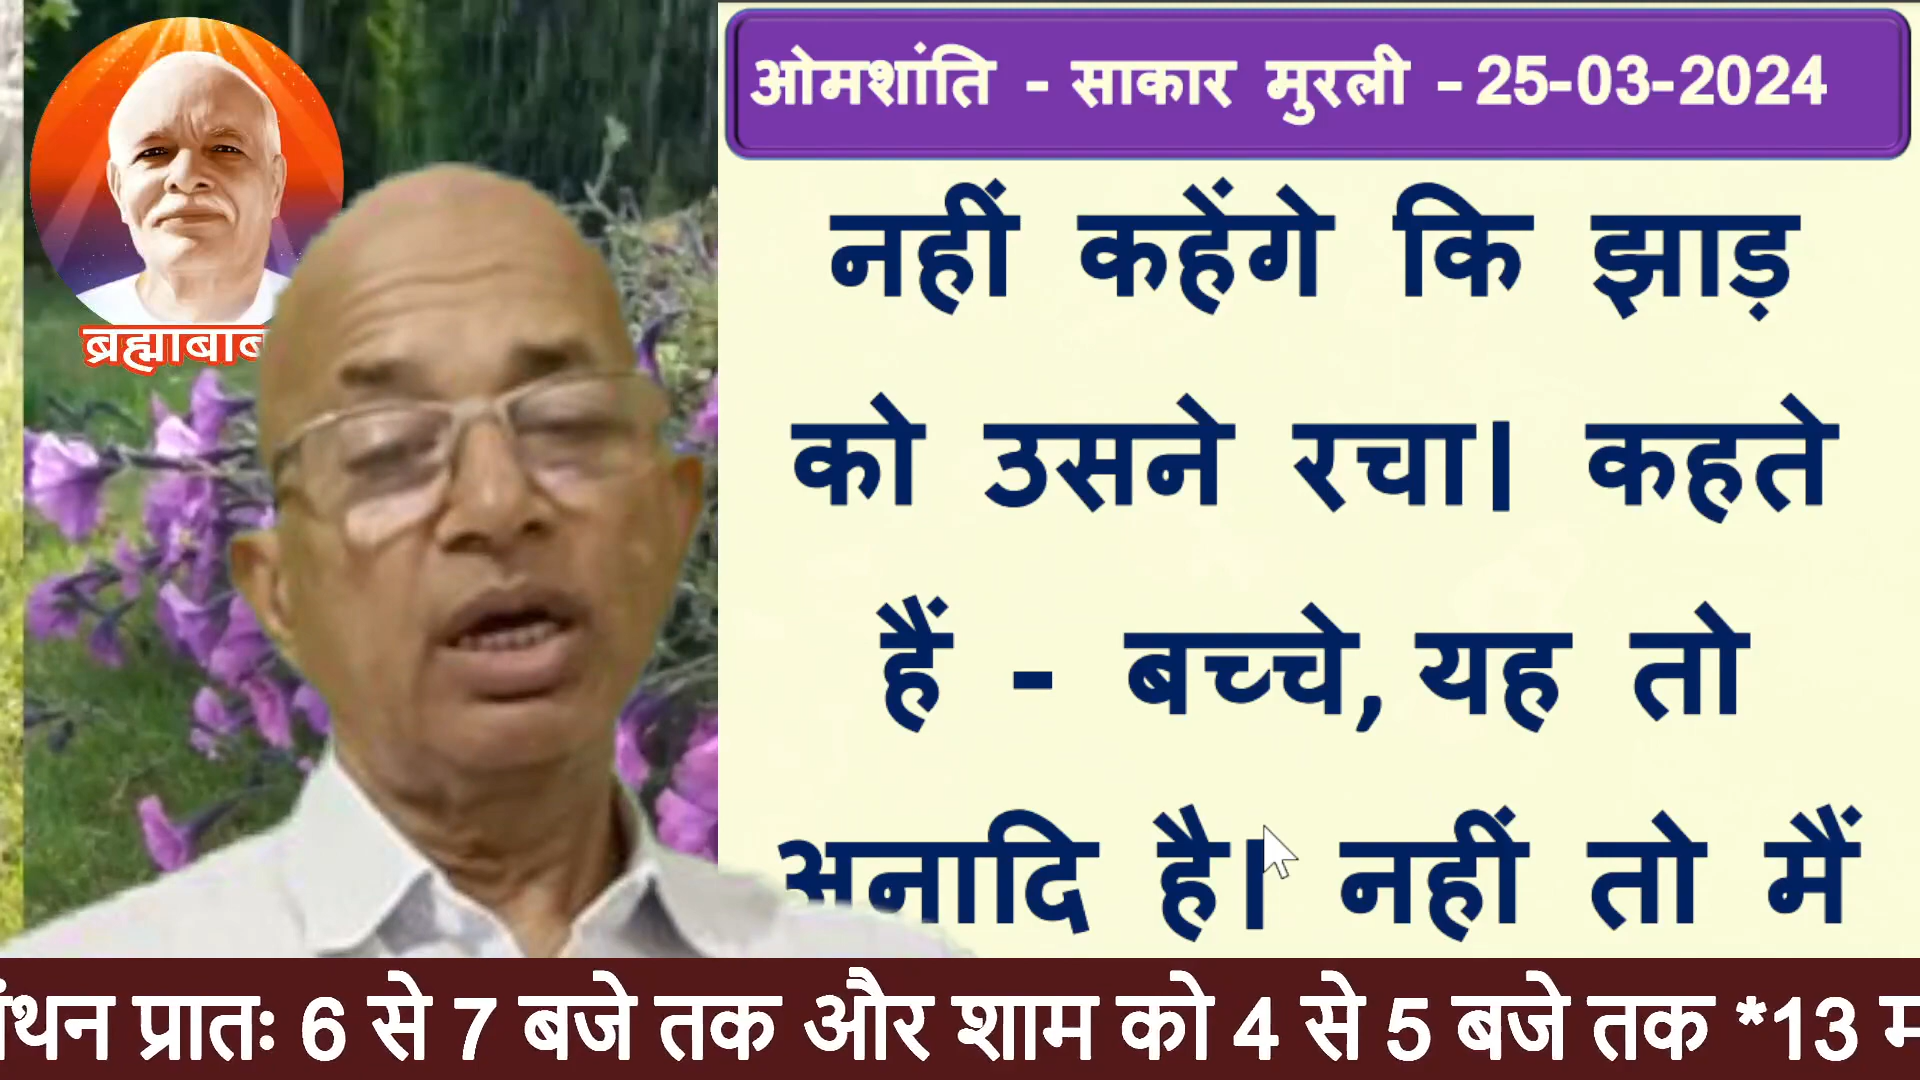 ओमशांति - साकार मुरली - 25-03-2024
नहीं कहेंगे कि झाड़
को उसने रचा। कहते
हैं - बच्चे, यह तो
अनादि है। नहीं तो मैं
प्रातः 6 से 7 बजे तक और शाम को 4 से 5 बजे तक *13